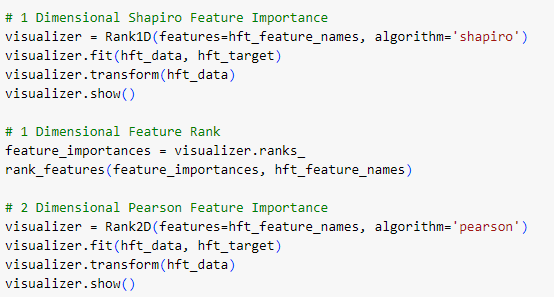 # 1 Dimensional Shapiro Feature Importance
visualizer = Rank1D(features=hft_feature_names, algorithm='shapiro')
visualizer.fit(hft_data, hft_target)
visualizer.transform(hft_data)
visualizer.show()
# 1 Dimensional Feature Rank
feature_importances = visualizer.ranks_
rank_features(feature_importances, hft_feature_names)
# 2 Dimensional Pearson Feature Importance
visualizer = Rank2D(features=hft_feature_names, algorithm='pearson')
visualizer.fit(hft_data, hft_target)
visualizer.transform(hft_data)
visualizer.show()